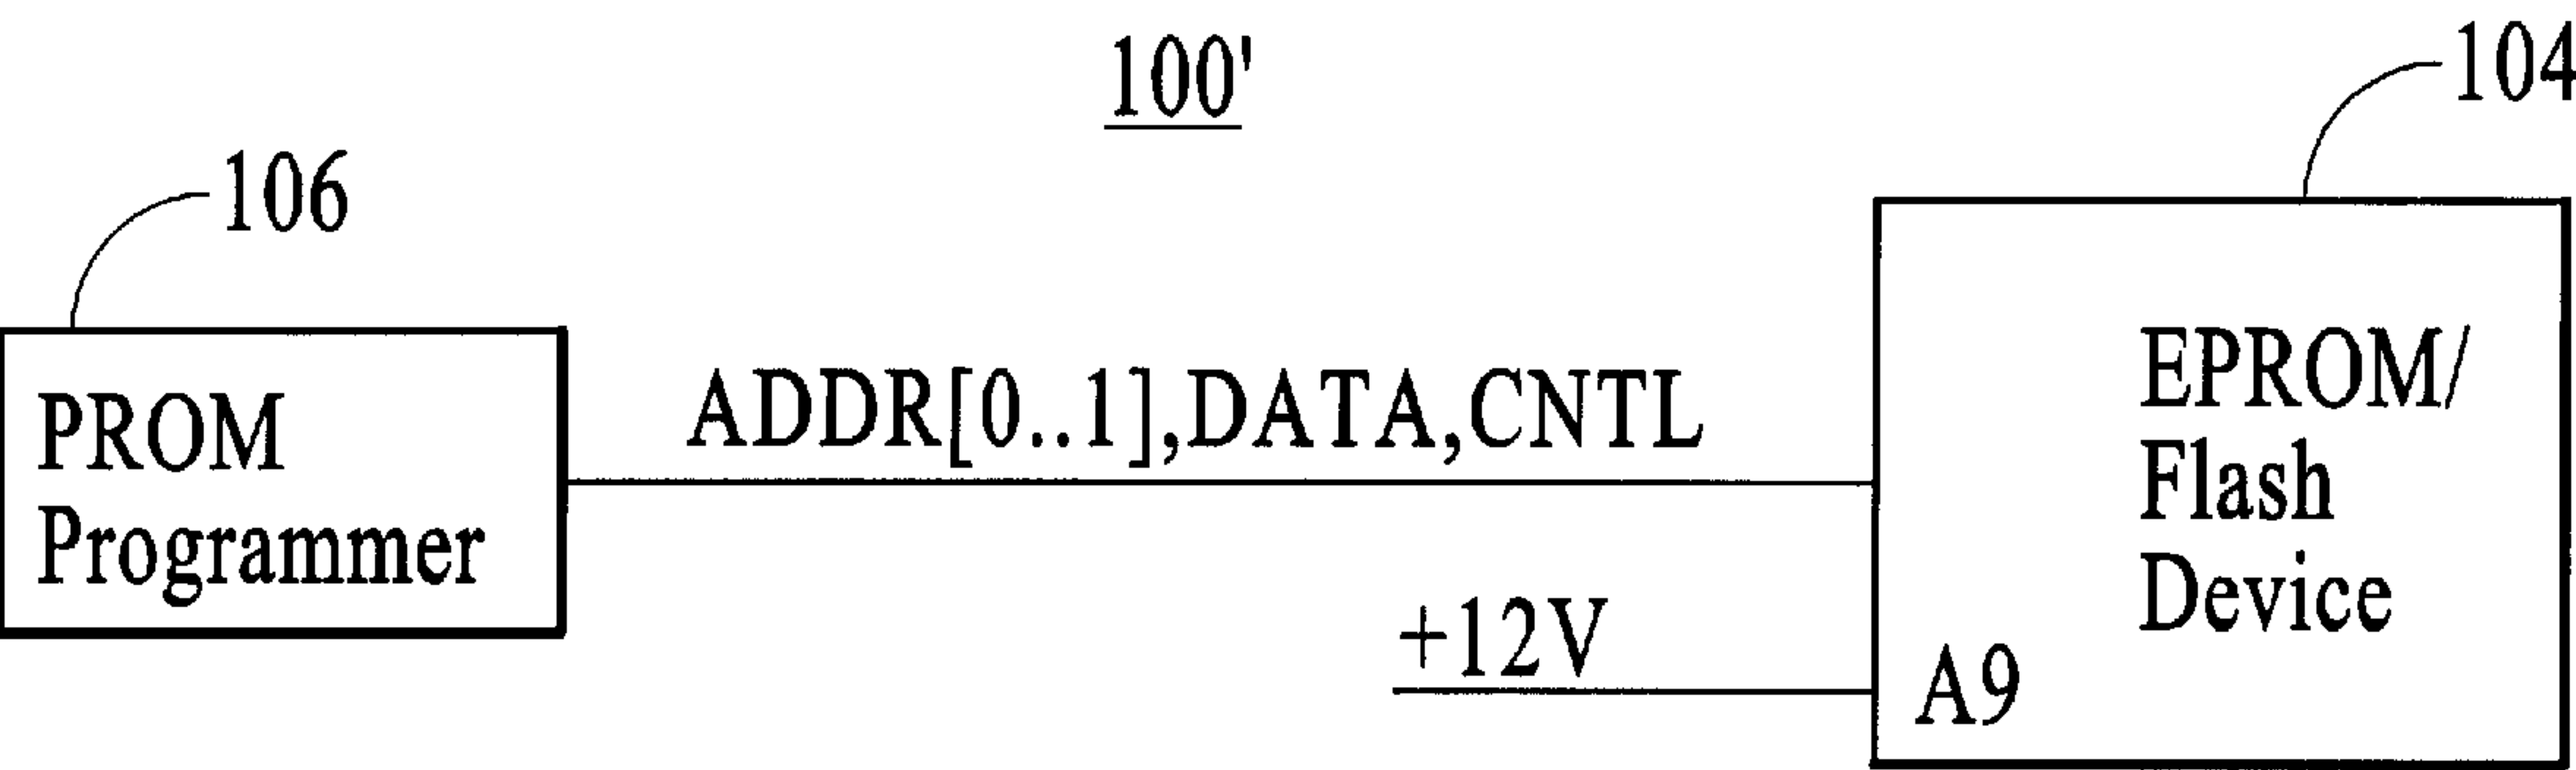 100'
104
106
PROM
Programmer
ADDR[0..1],DATA,CNTL
EPROM/
Flash
Device
+12V
A9